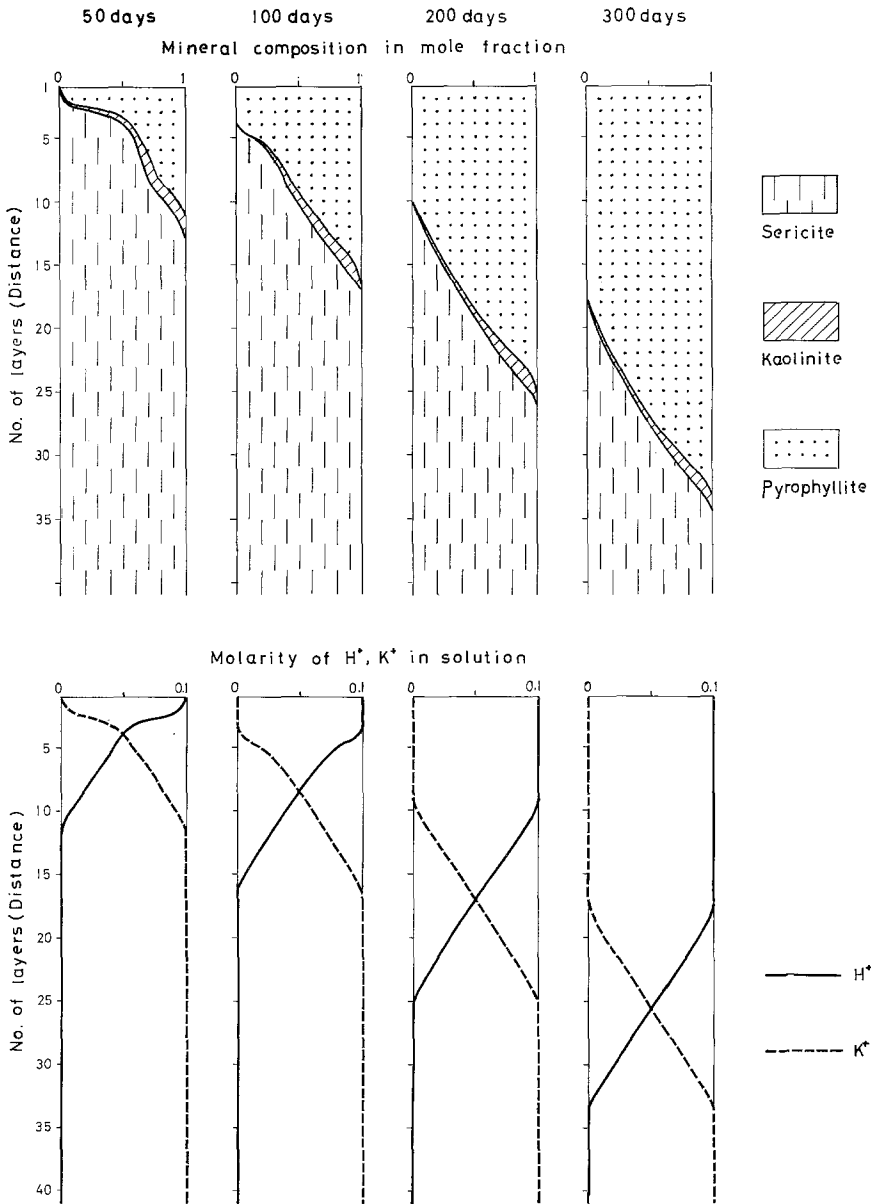 50 days 100 days 200 days 300 days
Mineral composition in mole fraction
0 1 0 1 0 1 0 1
1
5
10
15
20
25
30
35
No. of layers (Distance)
Sericite
Kaolinite
Pyrophyllite
Molarity of H⁺, K⁺ in solution
0 0.1 0 0.1 0 0.1 0 0.1
5
10
15
20
25
30
35
40
No. of layers (Distance)
H⁺
K⁺